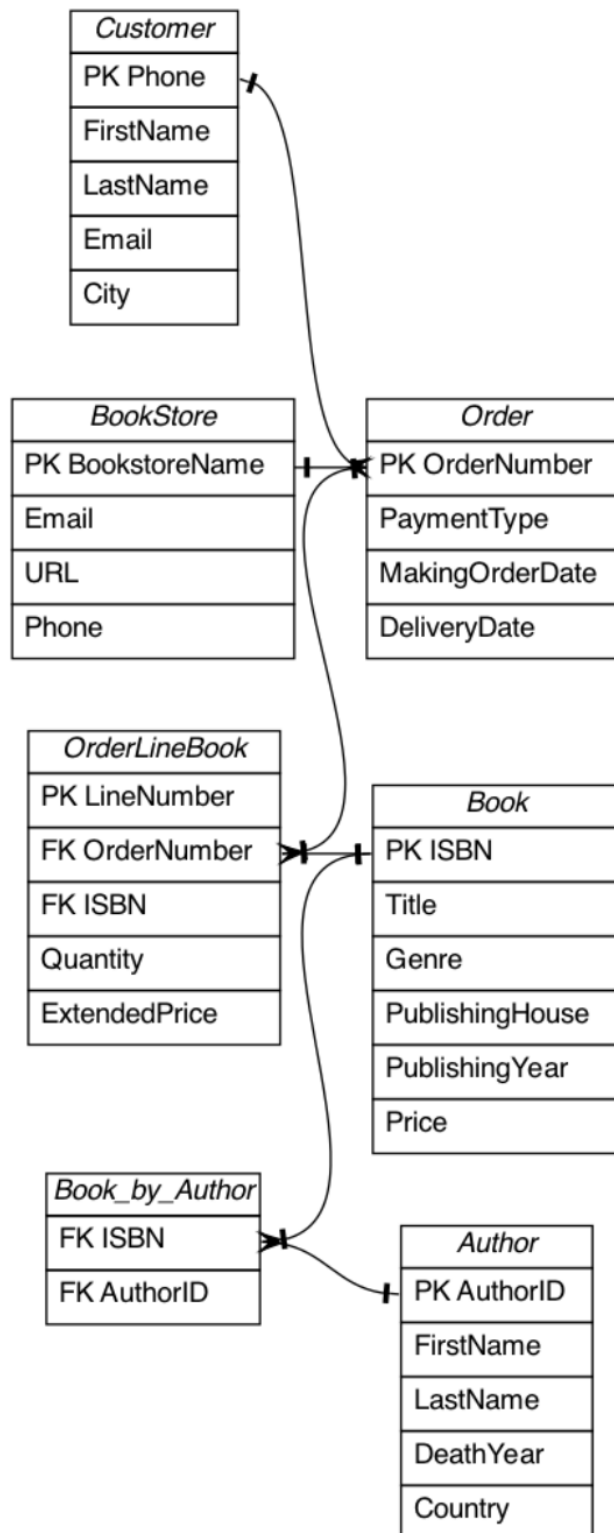 Customer
PK Phone
FirstName
LastName
Email
City
BookStore
PK BookstoreName
Email
URL
Phone
Order
PK OrderNumber
PaymentType
MakingOrderDate
DeliveryDate
OrderLineBook
PK LineNumber
FK OrderNumber
FK ISBN
Quantity
ExtendedPrice
Book
PK ISBN
Title
Genre
PublishingHouse
PublishingYear
Price
Book_by_Author
FK ISBN
FK AuthorID
Author
PK AuthorID
FirstName
LastName
DeathYear
Country